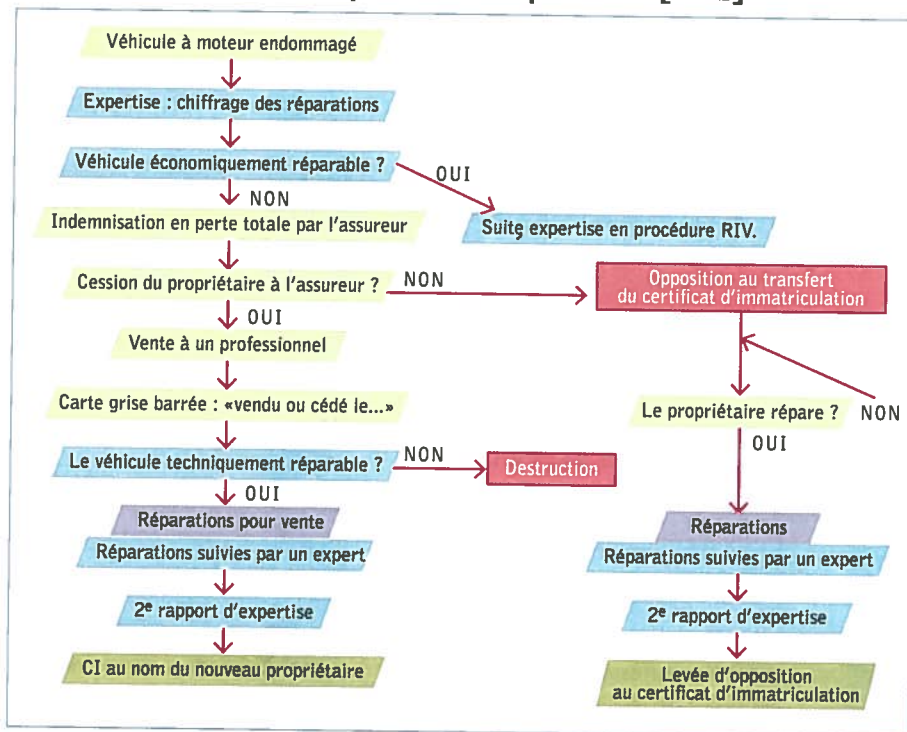 Véhicule à moteur endommagé
Expertise : chiffrage des réparations
Véhicule économiquement réparable ?
OUI
NON
Indemnisation en perte totale par l'assureur
Suite expertise en procédure RIV.
Cession du propriétaire à l'assureur ?
NON
Opposition au transfert
du certificat d'immatriculation
OUI
Vente à un professionnel
Carte grise barrée : «vendu ou cédé le...»
Le propriétaire répare ?
NON
OUI
Le véhicule techniquement réparable ?
NON
Destruction
OUI
Réparations pour vente
Réparations suivies par un expert
2e rapport d'expertise
CI au nom du nouveau propriétaire
Réparations
Réparations suivies par un expert
2e rapport d'expertise
Levée d'opposition
au certificat d'immatriculation